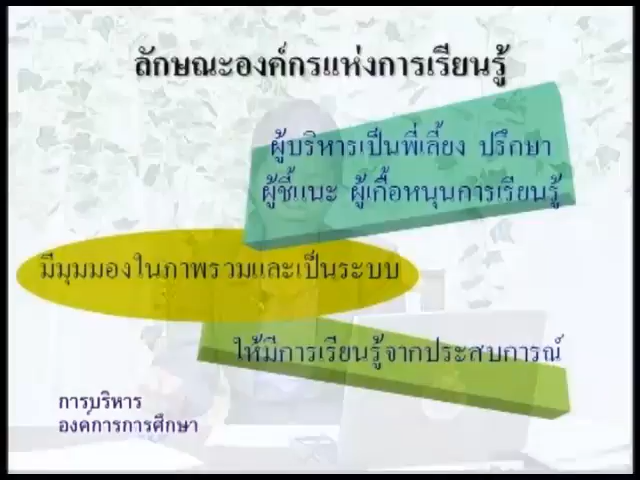 ลักษณะองค์กรแห่งการเรียนรู้
ผู้บริหารเป็นพี่เลี้ยง ปรึกษา
ผู้ชี้แนะ ผู้เกื้อหนุนการเรียนรู้
มีมุมมองในภาพรวมและเป็นระบบ
ให้มีการเรียนรู้จากประสบการณ์
การบริหาร
องค์การการศึกษา